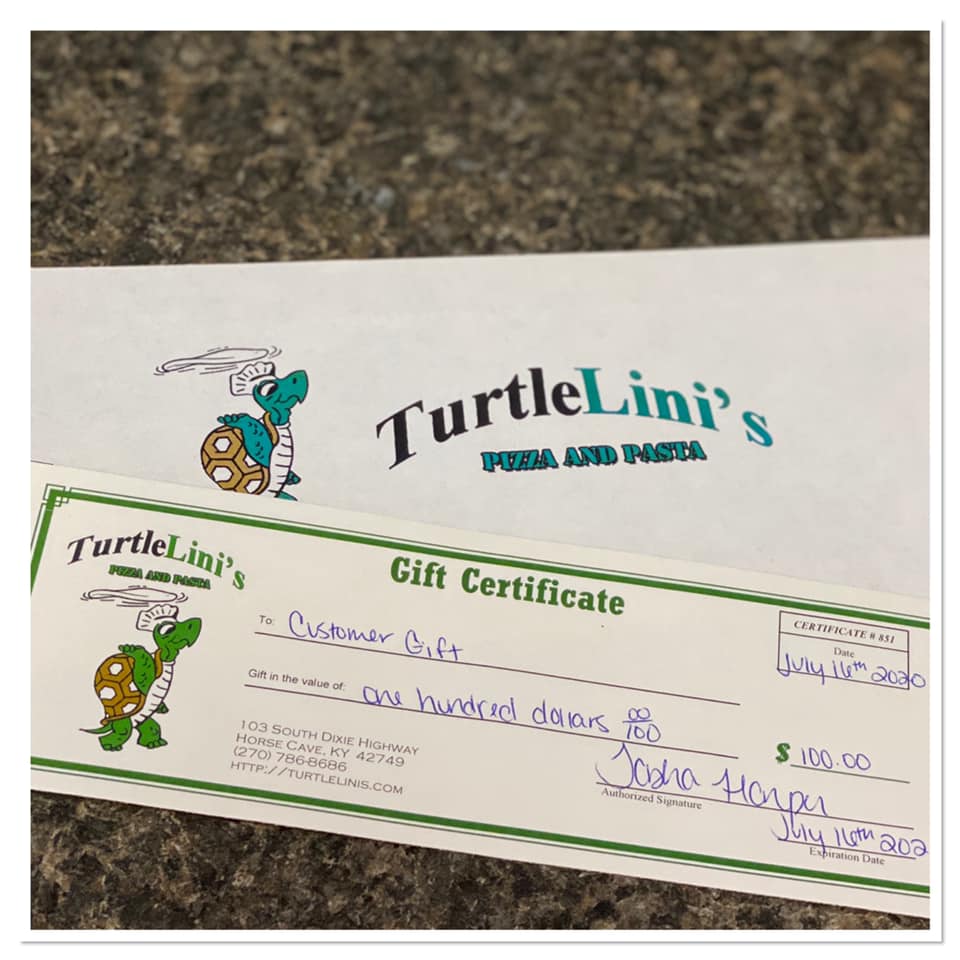 TurtleLini's
PIZZA AND PASTA
TurtleLini's
PIZZA AND PASTA
Gift Certificate
CERTIFICATE # 851
Date
July 16th 2020
To: Customer Gift
Gift in the value of: one hundred dollars 00/100
$ 100.00
103 SOUTH DIXIE HIGHWAY
HORSE CAVE, KY 42749
(270) 786-8686
HTTP://TURTLELINIS.COM
Tasha Harper
Authorized Signature
July 16th 202
Expiration Date